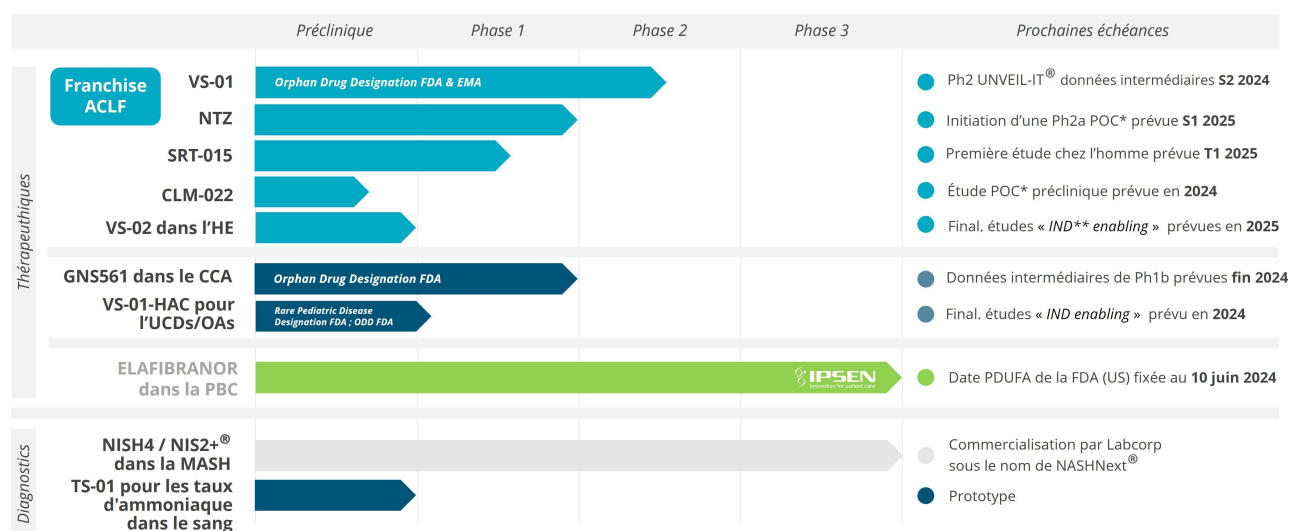 Préclinique Phase 1 Phase 2 Phase 3 Prochaines échéances
Thérapeuthiques
Franchise
ACLF
VS-01
Orphan Drug Designation FDA & EMA
Ph2 UNVEIL-IT® données intermédiaires S2 2024
NTZ
Initiation d'une Ph2a POC* prévue S1 2025
SRT-015
Première étude chez l'homme prévue T1 2025
CLM-022
Étude POC* préclinique prévue en 2024
VS-02 dans l'HE
Final. études « IND** enabling » prévues en 2025
GNS561 dans le CCA
Orphan Drug Designation FDA
Données intermédiaires de Ph1b prévues fin 2024
VS-01-HAC pour
l'UCDs/OAs
Rare Pediatric Disease
Designation FDA ; ODD FDA
Final. études « IND enabling » prévu en 2024
ELAFIBRANOR
dans la PBC
IPSEN
Innovation for patient care
Date PDUFA de la FDA (US) fixée au 10 juin 2024
Diagnostics
NISH4 / NIS2+®
dans la MASH
Commercialisation par Labcorp
sous le nom de NASHNext®
TS-01 pour les taux
d'ammoniaque
dans le sang
Prototype